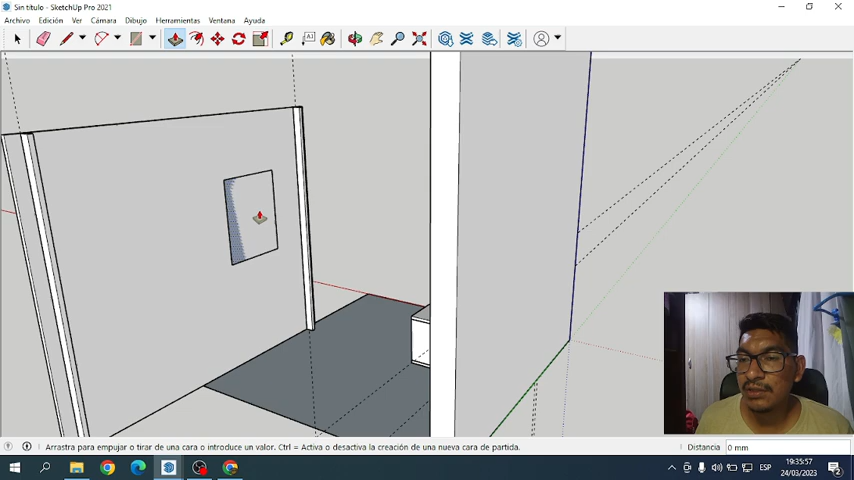 Sin título - SketchUp Pro 2021
Archivo Edición Ver Cámara Dibujo Herramientas Ventana Ayuda
Arrastra para empujar o tirar de una cara o introduce un valor. Ctrl = Activa o desactiva la creación de una nueva cara de partida.
Distancia 0 mm
ESP
19:35:57
24/03/2023